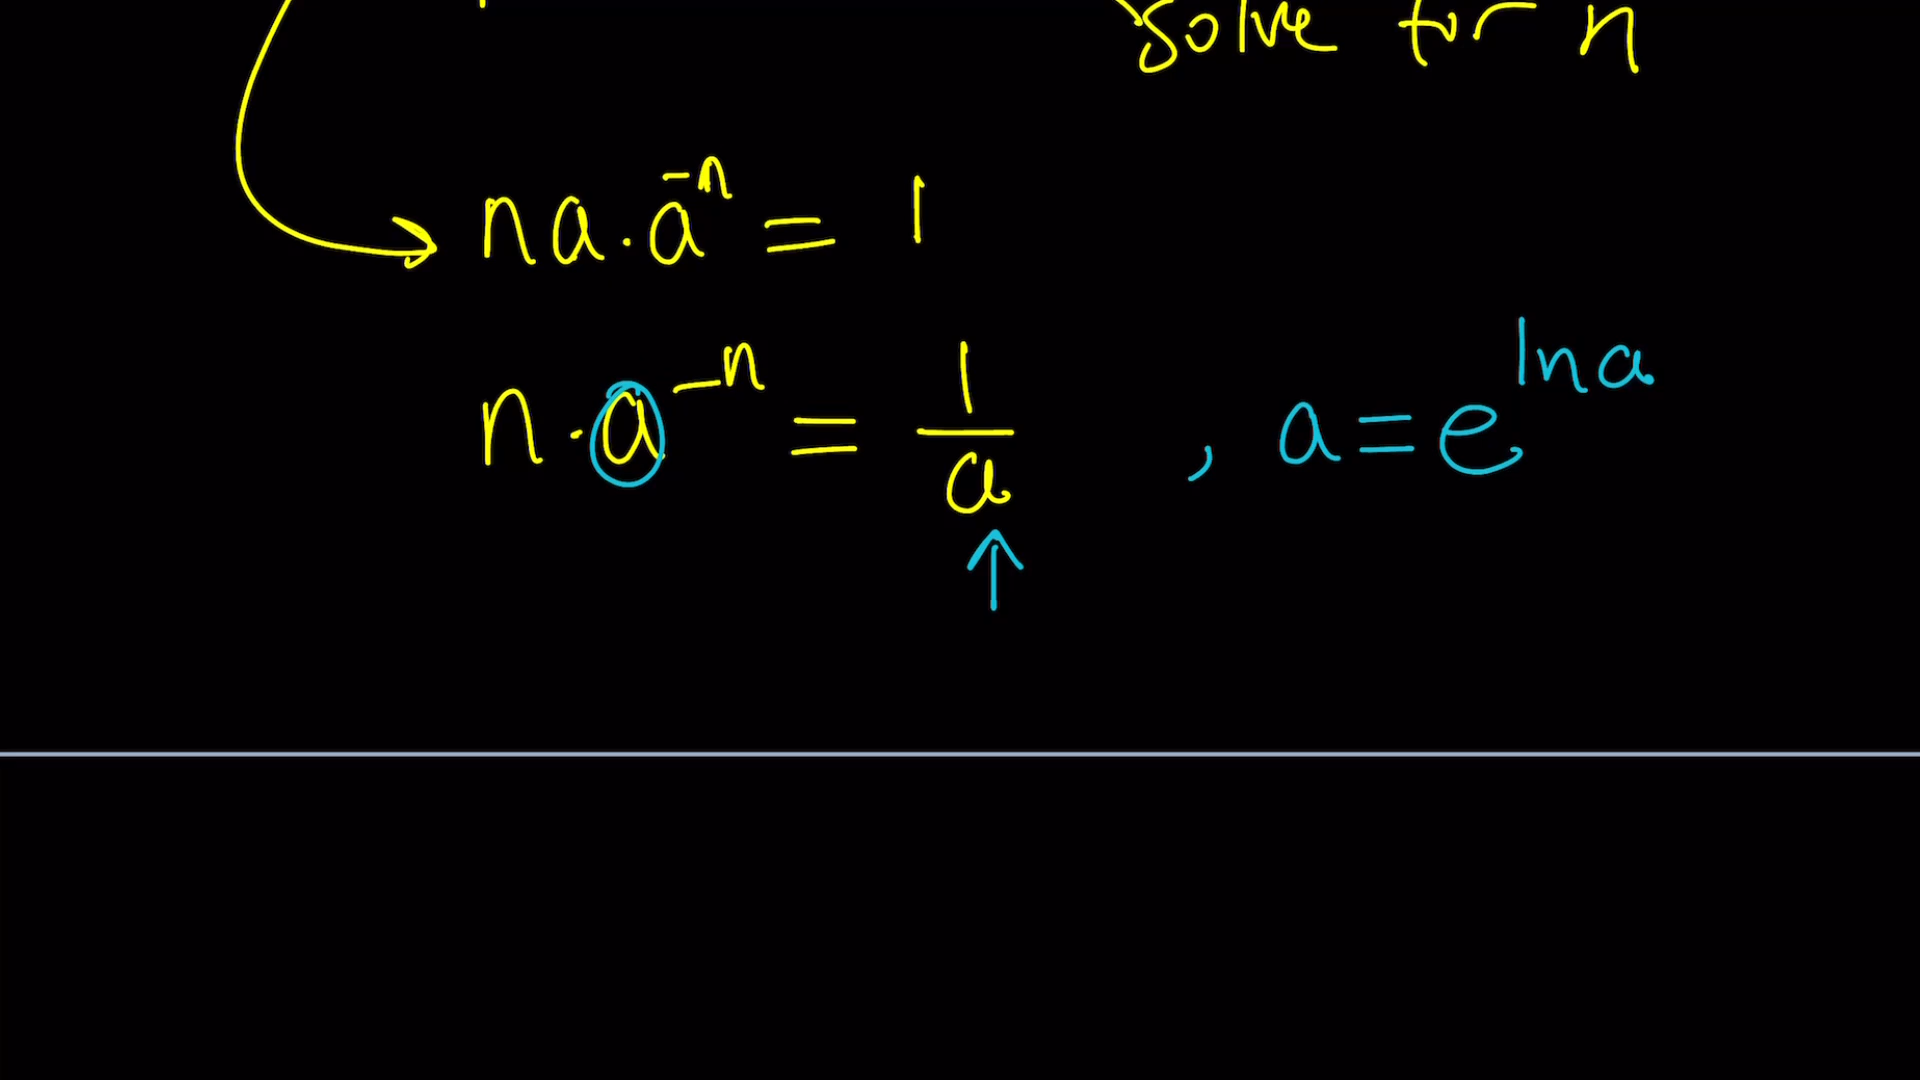 solve for n
na · a⁻ⁿ = 1
n · a⁻ⁿ = 1/a , a = e^(ln a)